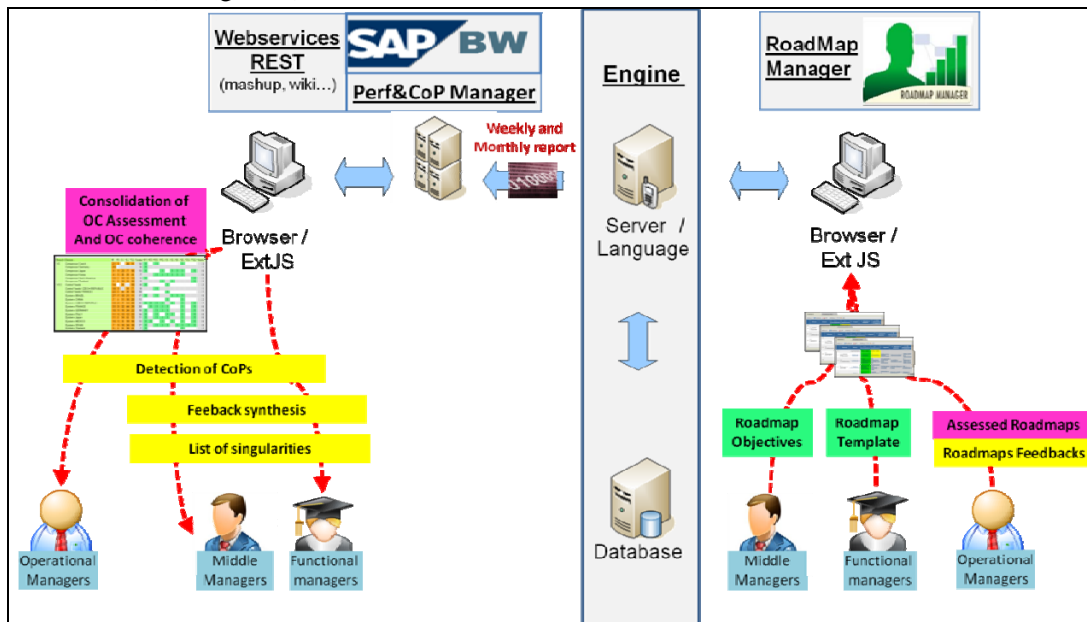 Webservices
REST
(mashup, wiki...)
SAP BW
Perf&CoP Manager
Engine
RoadMap
Manager
ROADMAP MANAGER
Weekly and
Monthly report
Consolidation of
OC Assessment
And OC coherence
Browser /
ExtJS
Server /
Language
Browser /
Ext JS
Detection of CoPs
Feeback synthesis
List of singularities
Roadmap
Objectives
Roadmap
Template
Assessed Roadmaps
Roadmaps Feedbacks
Database
Operational
Managers
Middle
Managers
Functional
managers
Middle
Managers
Functional
managers
Operational
Managers